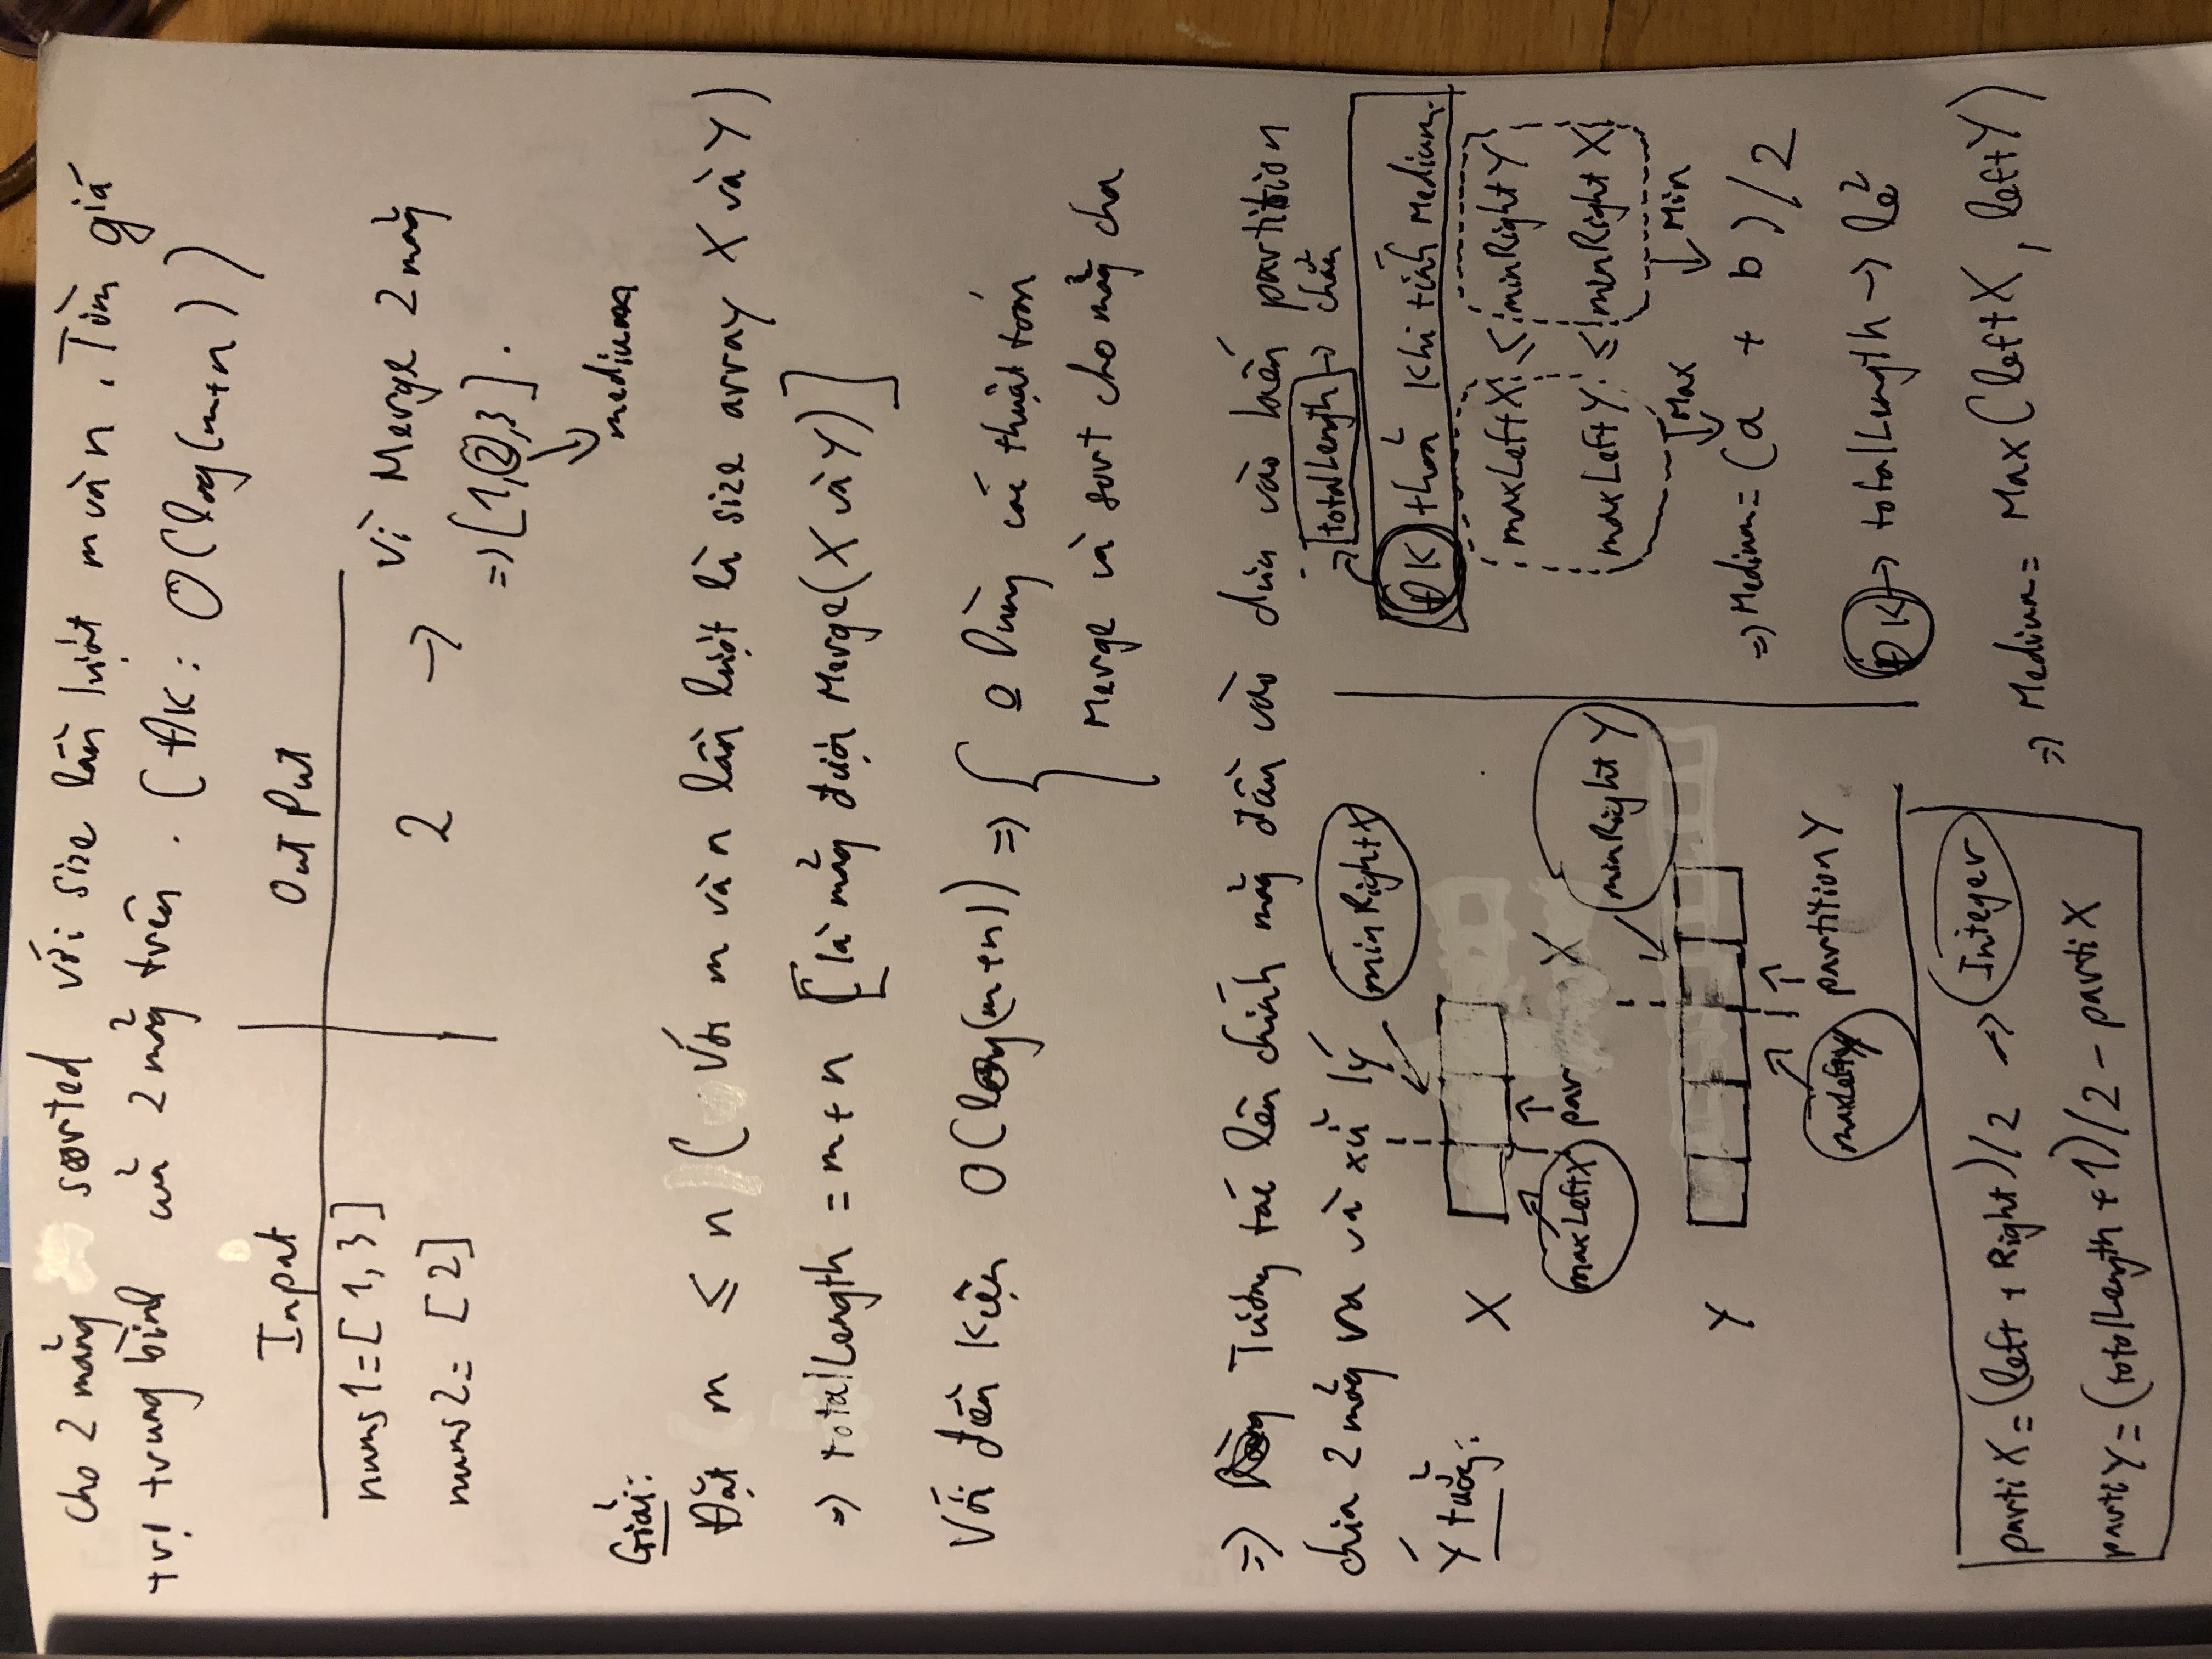 Cho 2 mảng sorted với size lần lượt m và n. Tìm giá
trị trung bình của 2 mảng trên. (ĐK: O(log(m+n))
Input
Output
nums1=[1,3]
nums2=[2]
2 →
Vì Merge 2 mảng
=> [1,2,3].
medium
Giải:
Đặt m ≤ n (Với m và n lần lượt là size array X và Y)
=> totalLength = m + n [là mảng được Merge(X và Y)]
Với điều kiện O(log(m+n)) =>
Dùng các thuật toán
Merge và sort cho mảng cha
=> Tương tác lên chính mảng đầu vào dựa vào biến partition
chia 2 mảng ra và xử lý
Ý tưởng:
minRightX
X
maxLeftX
par X
minRightY
Y
maxLeftY
partitionY
partiX = (left + Right)/2 → Integer
partiY = (totalLength + 1)/2 - partiX
totalLength → chẵn
ĐK thoả khi tính Medium
maxLeftX ≤ minRightY
maxLeftY ≤ minRightX
Max
Min
=> Medium = (a + b)/2
ĐK → totalLength → lẻ
=> Medium = Max(leftX, leftY)